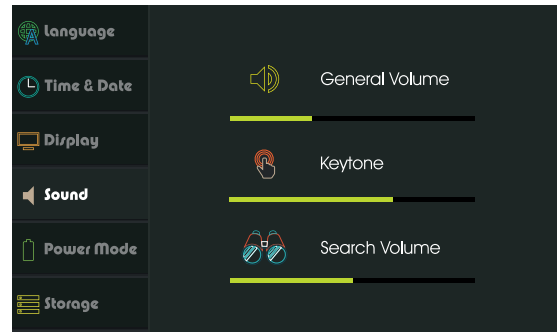 Language
Time & Date
Display
Sound
Power Mode
Storage
General Volume
Keytone
Search Volume